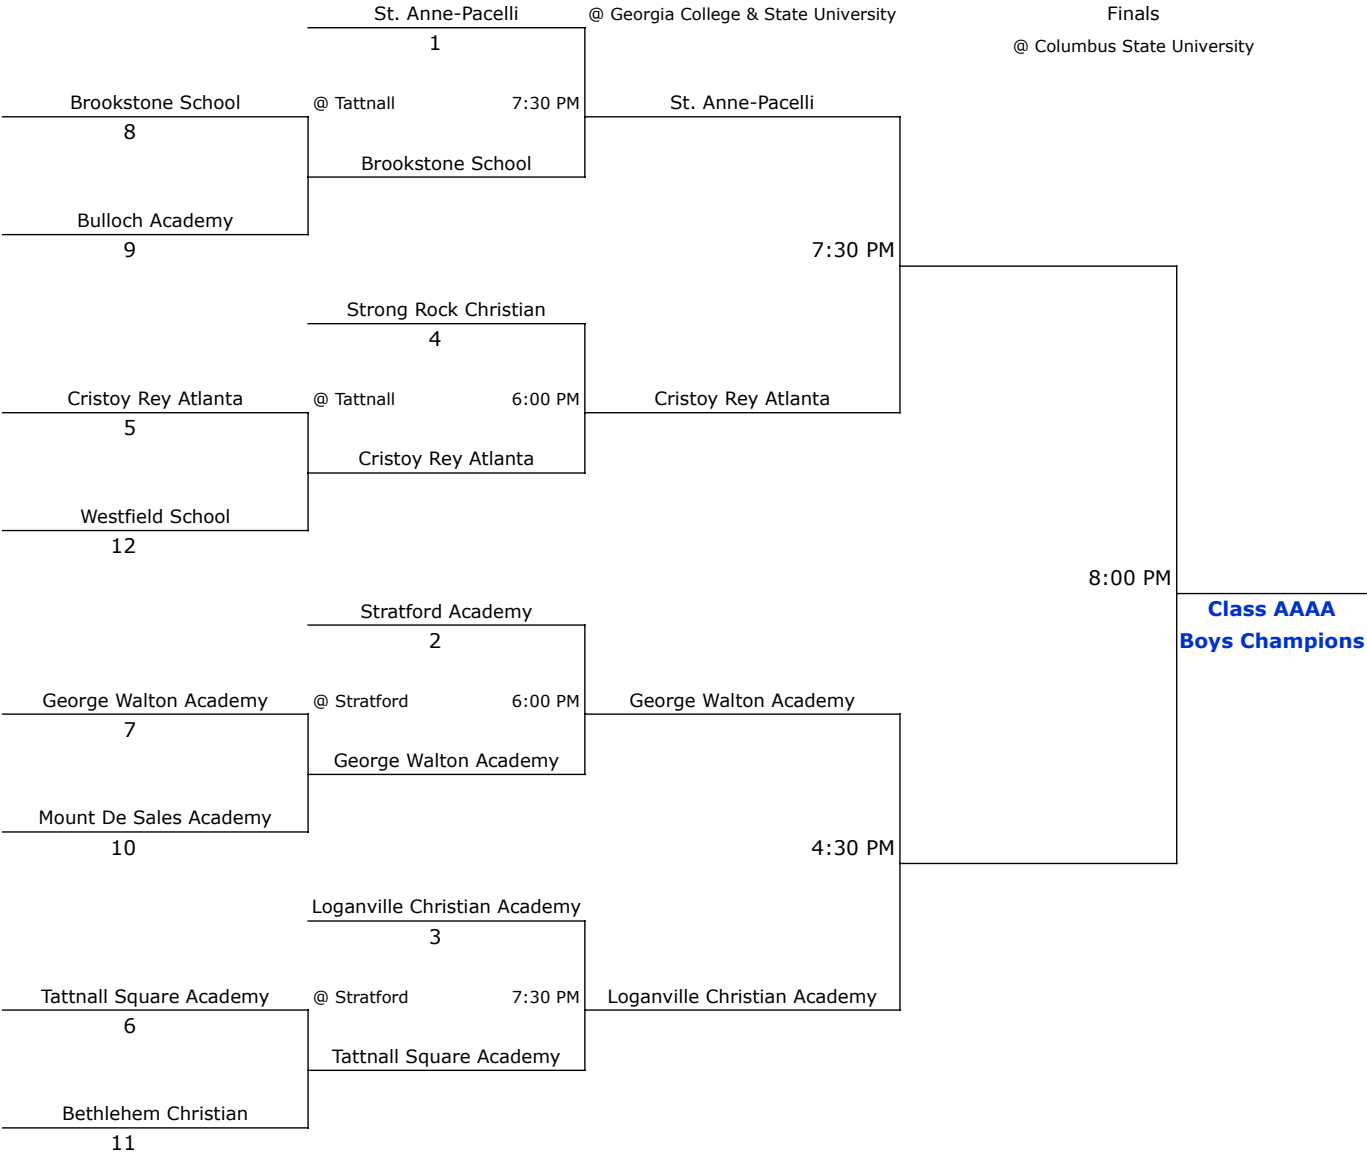 St. Anne-Pacelli @ Georgia College & State University Finals
1 @ Columbus State University
Brookstone School @ Tattnall 7:30 PM St. Anne-Pacelli
8
Brookstone School
Bulloch Academy
9 7:30 PM
Strong Rock Christian
4
Cristoy Rey Atlanta @ Tattnall 6:00 PM Cristoy Rey Atlanta
5
Cristoy Rey Atlanta
Westfield School
12
8:00 PM
Stratford Academy Class AAAA
2 Boys Champions
George Walton Academy @ Stratford 6:00 PM George Walton Academy
7
George Walton Academy
Mount De Sales Academy
10 4:30 PM
Loganville Christian Academy
3
Tattnall Square Academy @ Stratford 7:30 PM Loganville Christian Academy
6
Tattnall Square Academy
Bethlehem Christian
11